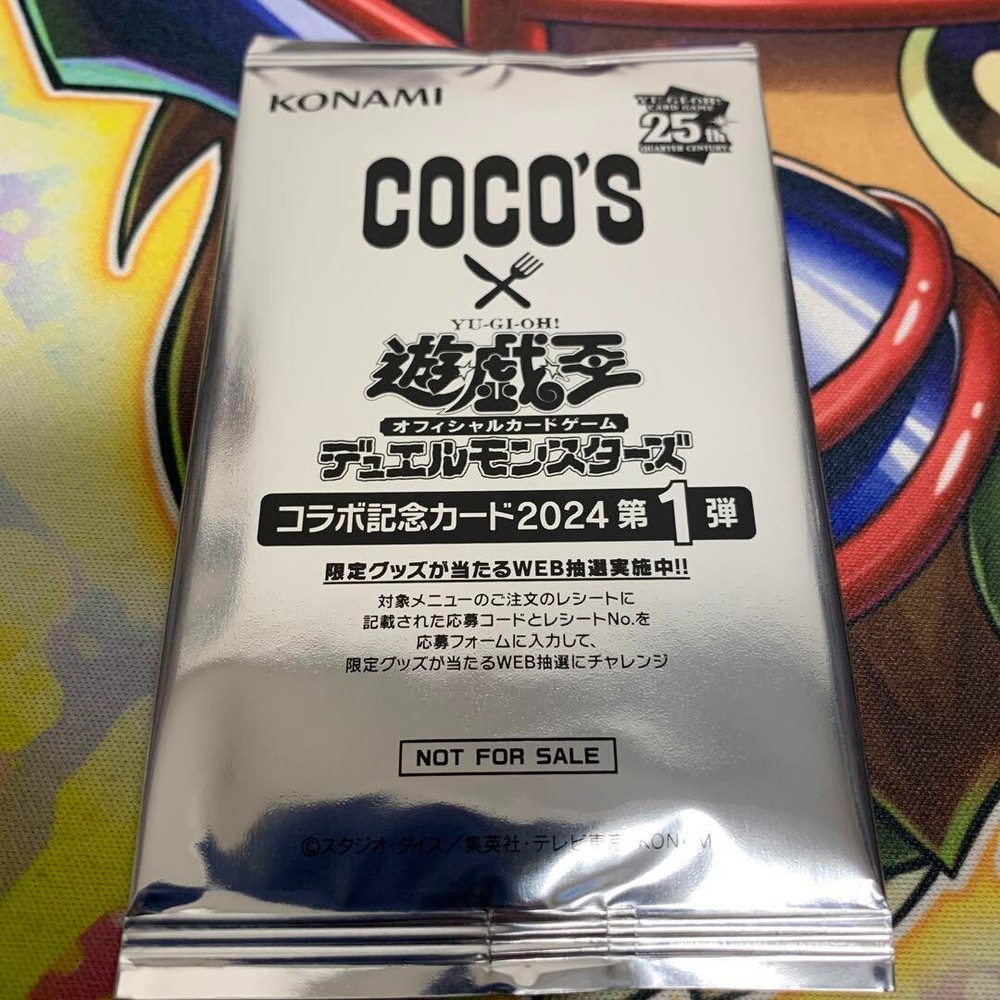 KONAMI
YU-GI-OH!
CARD GAME
25th
QUARTER CENTURY
COCO'S
YU-GI-OH!
遊戯王
オフィシャルカードゲーム
デュエルモンスターズ
コラボ記念カード2024 第1弾
限定グッズが当たるWEB抽選実施中!!
対象メニューのご注文のレシートに
記載された応募コードとレシートNo.を
応募フォームに入力して、
限定グッズが当たるWEB抽選にチャレンジ
NOT FOR SALE
©スタジオ・ダイス／集英社・テレビ東京・KONAMI